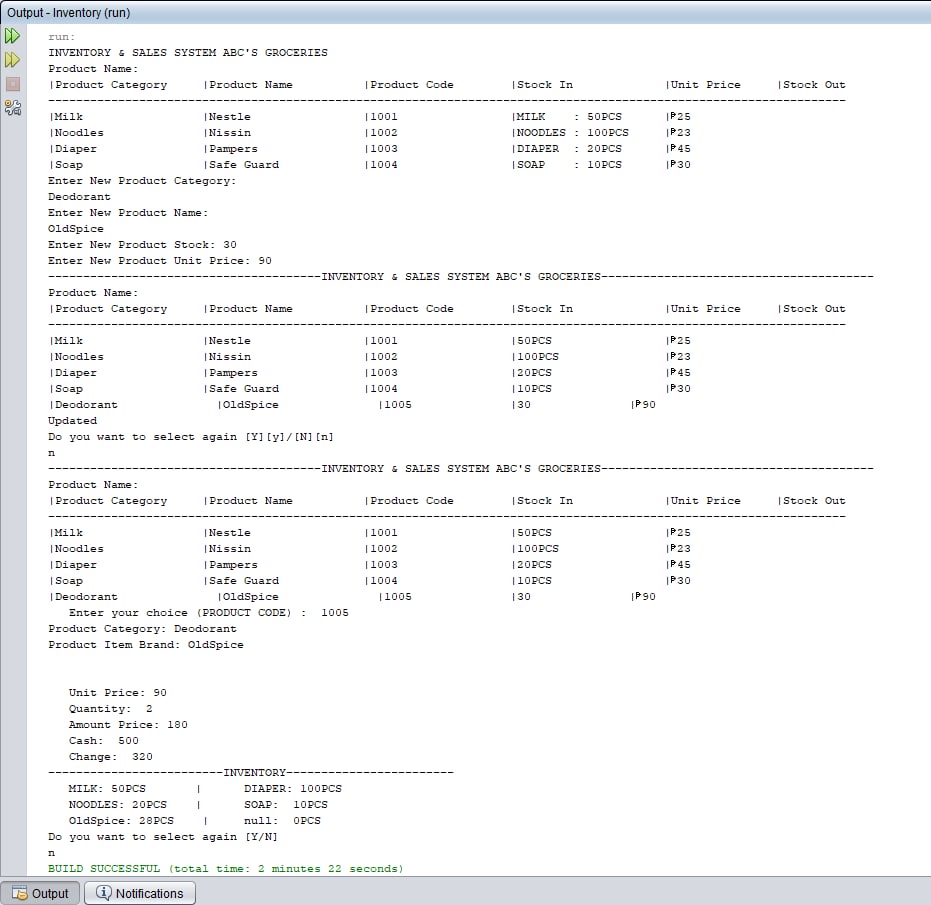 Output - Inventory (run)
run:
INVENTORY & SALES SYSTEM ABC'S GROCERIES
Product Name:
|Product Category |Product Name |Product Code |Stock In |Unit Price |Stock Out
------------------------------------------------------------------------------------------------------------------
|Milk |Nestle |1001 |MILK : 50PCS |₱25
|Noodles |Nissin |1002 |NOODLES : 100PCS |₱23
|Diaper |Pampers |1003 |DIAPER : 20PCS |₱45
|Soap |Safe Guard |1004 |SOAP : 10PCS |₱30
Enter New Product Category:
Deodorant
Enter New Product Name:
OldSpice
Enter New Product Stock: 30
Enter New Product Unit Price: 90
---------------------------------------INVENTORY & SALES SYSTEM ABC'S GROCERIES---------------------------------------
Product Name:
|Product Category |Product Name |Product Code |Stock In |Unit Price |Stock Out
------------------------------------------------------------------------------------------------------------------
|Milk |Nestle |1001 |50PCS |₱25
|Noodles |Nissin |1002 |100PCS |₱23
|Diaper |Pampers |1003 |20PCS |₱45
|Soap |Safe Guard |1004 |10PCS |₱30
|Deodorant |OldSpice |1005 |30 |₱90
Updated
Do you want to select again [Y][y]/[N][n]
n
---------------------------------------INVENTORY & SALES SYSTEM ABC'S GROCERIES---------------------------------------
Product Name:
|Product Category |Product Name |Product Code |Stock In |Unit Price |Stock Out
------------------------------------------------------------------------------------------------------------------
|Milk |Nestle |1001 |50PCS |₱25
|Noodles |Nissin |1002 |100PCS |₱23
|Diaper |Pampers |1003 |20PCS |₱45
|Soap |Safe Guard |1004 |10PCS |₱30
|Deodorant |OldSpice |1005 |30 |₱90
Enter your choice (PRODUCT CODE) : 1005
Product Category: Deodorant
Product Item Brand: OldSpice
Unit Price: 90
Quantity: 2
Amount Price: 180
Cash: 500
Change: 320
-------------------------INVENTORY------------------------
MILK: 50PCS | DIAPER: 100PCS
NOODLES: 20PCS | SOAP: 10PCS
OldSpice: 28PCS | null: 0PCS
Do you want to select again [Y/N]
n
BUILD SUCCESSFUL (total time: 2 minutes 22 seconds)
Output Notifications